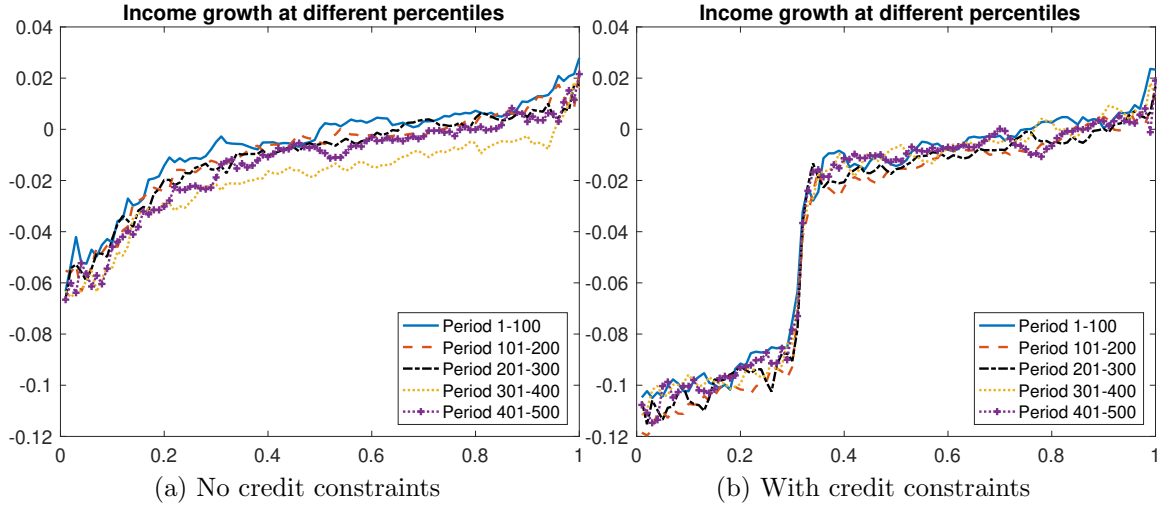 Income growth at different percentiles
0.04
0.02
0
-0.02
-0.04
-0.06
-0.08
-0.1
-0.12
0
0.2
0.4
0.6
0.8
1
Period 1-100
Period 101-200
Period 201-300
Period 301-400
Period 401-500
(a) No credit constraints
Income growth at different percentiles
0.04
0.02
0
-0.02
-0.04
-0.06
-0.08
-0.1
-0.12
0
0.2
0.4
0.6
0.8
1
Period 1-100
Period 101-200
Period 201-300
Period 301-400
Period 401-500
(b) With credit constraints